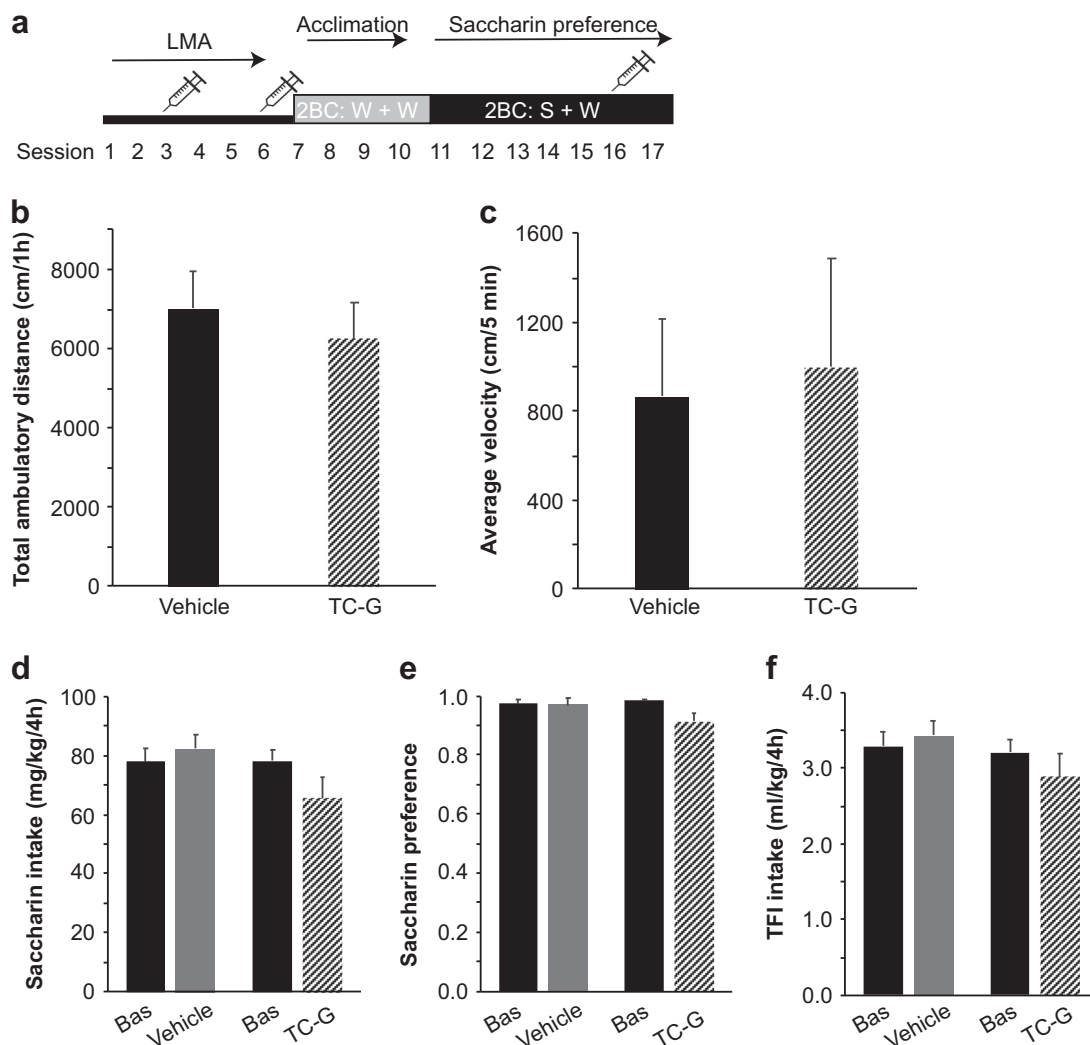 a
LMA
Acclimation
Saccharin preference
2BC: W + W
2BC: S + W
Session 1 2 3 4 5 6 7 8 9 10 11 12 13 14 15 16 17
b
Total ambulatory distance (cm/1h)
8000
6000
4000
2000
0
Vehicle
TC-G
c
Average velocity (cm/5 min)
1600
1200
800
400
0
Vehicle
TC-G
d
Saccharin intake (mg/kg/4h)
100
80
60
40
20
0
Bas
Vehicle
Bas
TC-G
e
Saccharin preference
1.0
0.8
0.6
0.4
0.2
0.0
Bas
Vehicle
Bas
TC-G
f
TFI intake (ml/kg/4h)
4.0
3.0
2.0
1.0
0.0
Bas
Vehicle
Bas
TC-G